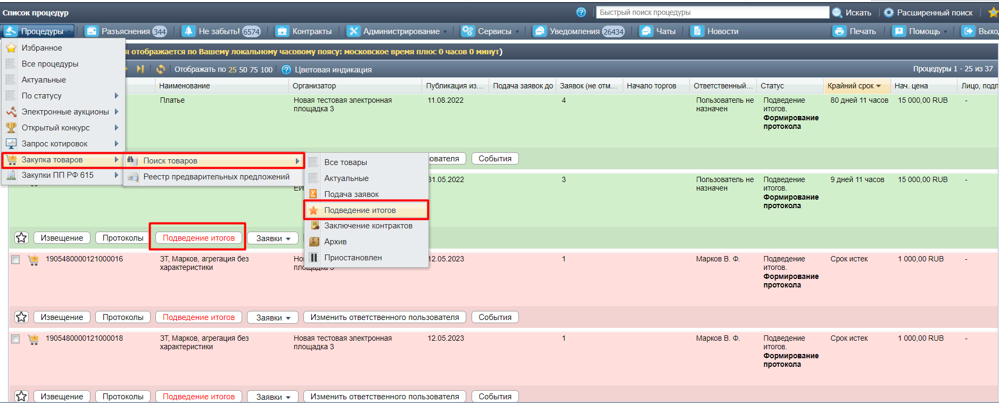 Список процедур
Быстрый поиск процедуры
Искать
Расширенный поиск
Процедуры
Разъяснения 344
Не забыть! 6574
Контракты
Администрирование
Сервисы
Уведомления 26434
Чаты
Новости
Печать
Помощь
Избранное
Все процедуры
Актуальные
По статусу
Электронные аукционы
Открытый конкурс
Запрос котировок
Закупка товаров
Закупки ПП РФ 615
Поиск товаров
Реестр предварительных предложений
Все товары
Актуальные
Подача заявок
Подведение итогов
Заключение контрактов
Архив
Приостановлен
я отображается по Вашему локальному часовому поясу: московское время плюс 0 часов 0 минут)
Отображать по 25 50 75 100
Цветовая индикация
Процедуры 1 - 25 из 37
Наименование
Организатор
Публикация из...
Подача заявок до
Заявок (не отм...
Начало торгов
Ответственный...
Статус
Крайний срок
Нач. цена
Лицо, подп
Платье
Новая тестовая электронная
площадка 3
11.08.2022
4
Пользователь не
назначен
Подведение
итогов.
Формирование
протокола
80 дней 11 часов
15 000,00 RUB
-
ователя
События
ЕИ
31.05.2022
3
Пользователь не
назначен
Подведение
итогов.
Формирование
протокола
9 дней 11 часов
15 000,00 RUB
-
Извещение
Протоколы
Подведение итогов
Заявки
1905480000121000016
ЗТ, Марков, агрегация без
характеристики
Но
площадка 3
12.05.2023
1
Марков В. Ф.
Подведение
итогов.
Формирование
протокола
Срок истек
1 000,00 RUB
-
Извещение
Протоколы
Подведение итогов
Заявки
Изменить ответственного пользователя
События
1905480000121000018
ЗТ, Марков, агрегация без
характеристики
Новая тестовая электронная
площадка 3
12.05.2023
1
Марков В. Ф.
Подведение
итогов.
Формирование
протокола
Срок истек
1 000,00 RUB
-
Извещение
Протоколы
Подведение итогов
Заявки
Изменить ответственного пользователя
События